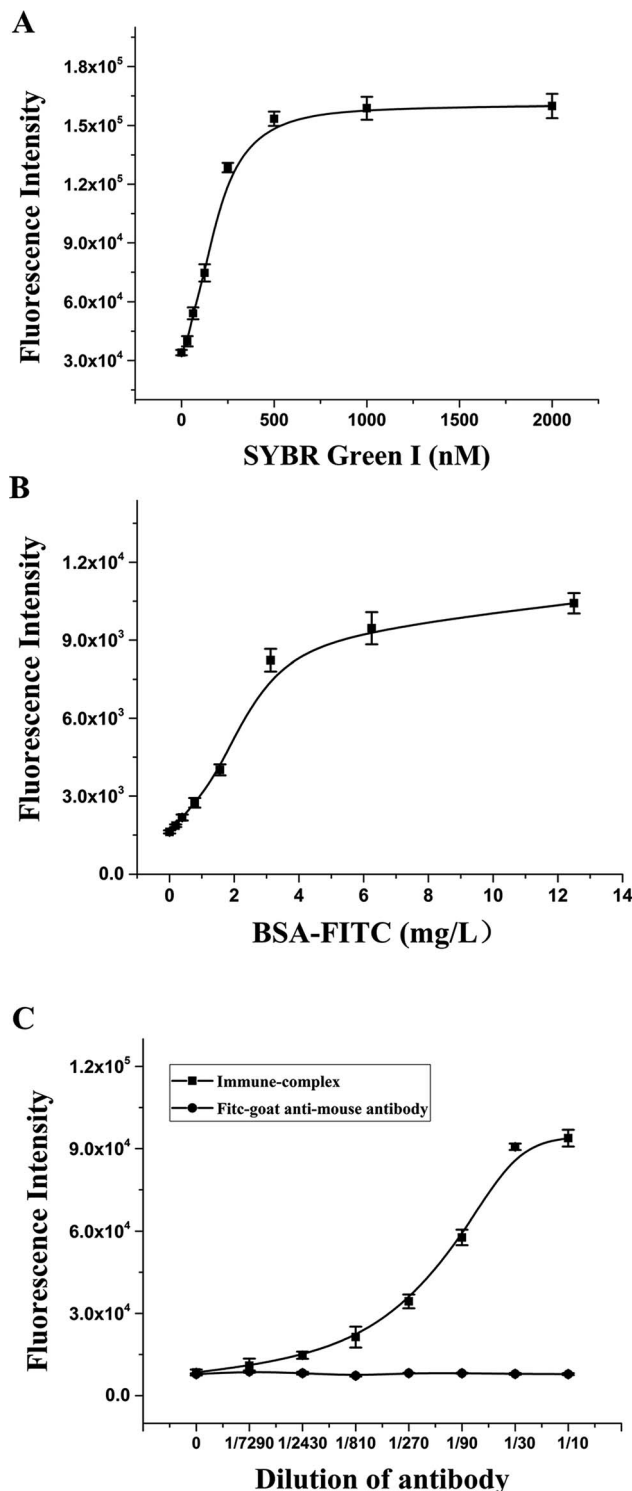 A
Fluorescence Intensity
1.8x10⁵
1.5x10⁵
1.2x10⁵
9.0x10⁴
6.0x10⁴
3.0x10⁴
0 500 1000 1500 2000
SYBR Green I (nM)
B
Fluorescence Intensity
1.2x10⁴
9.0x10³
6.0x10³
3.0x10³
0.0
0 2 4 6 8 10 12 14
BSA-FITC (mg/L）
C
Fluorescence Intensity
1.2x10⁵
9.0x10⁴
6.0x10⁴
3.0x10⁴
0.0
Immune-complex
Fitc-goat anti-mouse antibody
0 1/7290 1/2430 1/810 1/270 1/90 1/30 1/10
Dilution of antibody